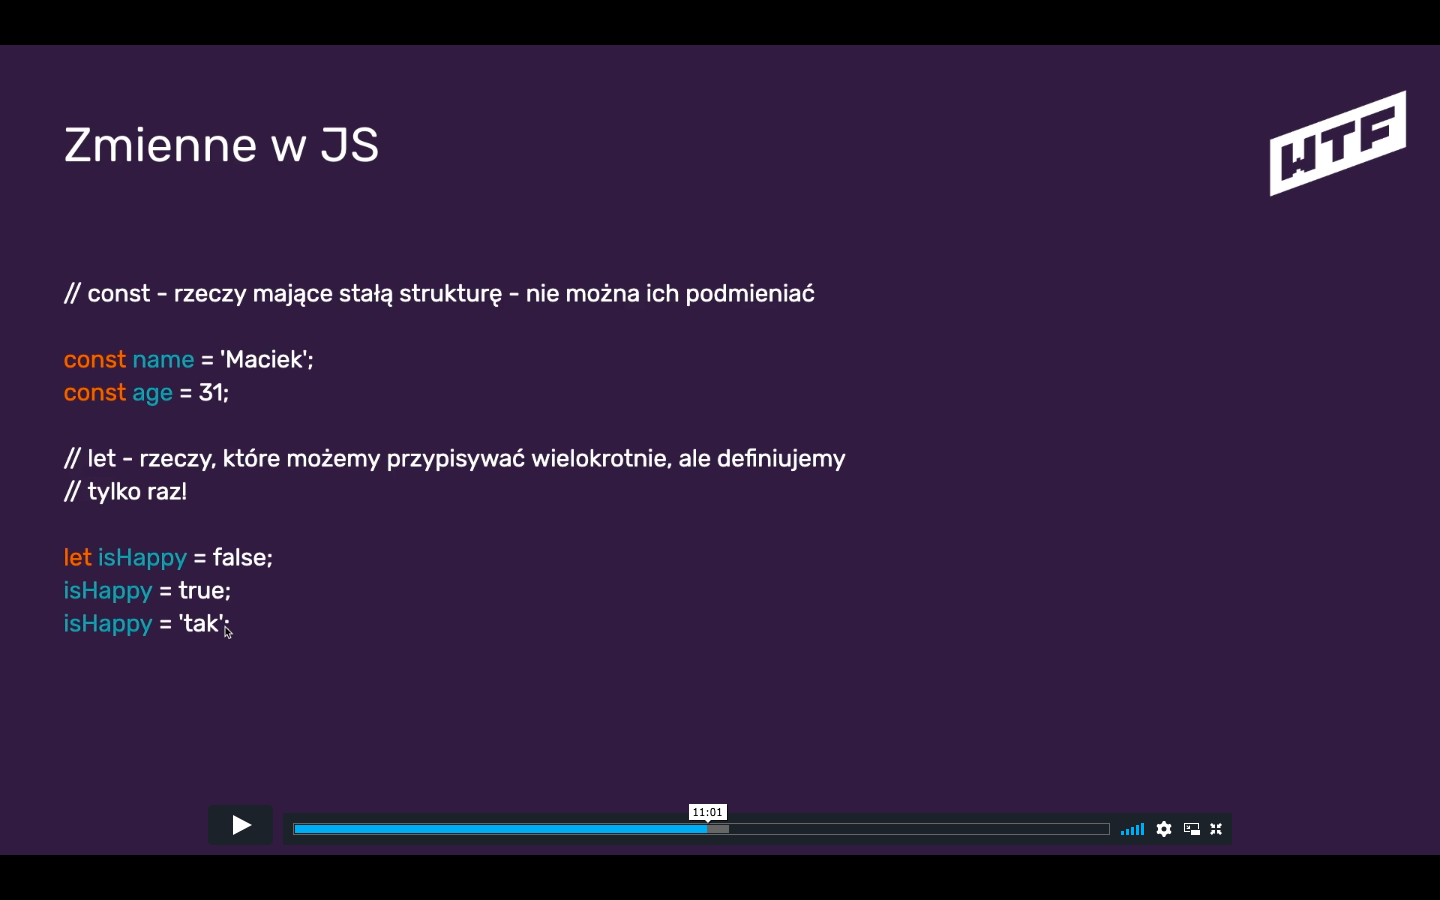 Zmienne w JS
WTF
// const - rzeczy mające stałą strukturę - nie można ich podmieniać
const name = 'Maciek';
const age = 31;
// let - rzeczy, które możemy przypisywać wielokrotnie, ale definiujemy
// tylko raz!
let isHappy = false;
isHappy = true;
isHappy = 'tak';
11:01